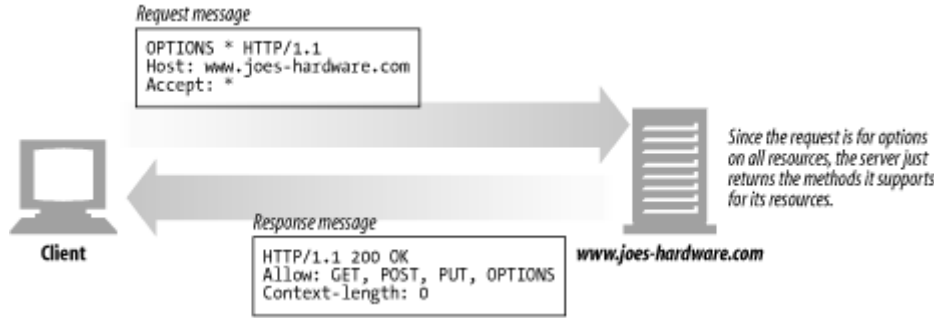 Request message
OPTIONS * HTTP/1.1
Host: www.joes-hardware.com
Accept: *
Since the request is for options
on all resources, the server just
returns the methods it supports
for its resources.
Client
www.joes-hardware.com
Response message
HTTP/1.1 200 OK
Allow: GET, POST, PUT, OPTIONS
Context-length: 0